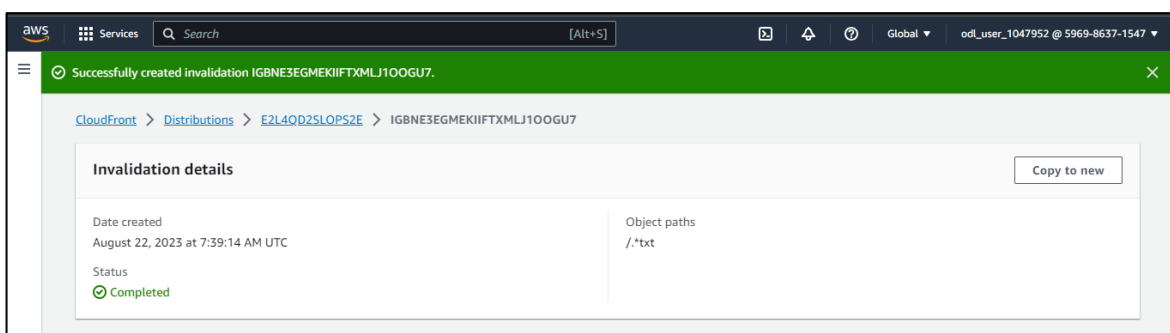 aws
Services
Search
[Alt+S]
Global
odl_user_1047952 @ 5969-8637-1547
Successfully created invalidation IGBNE3EGMEKIIFTXMLJ1OOGU7.
CloudFront > Distributions > E2L4QD2SLOPS2E > IGBNE3EGMEKIIFTXMLJ1OOGU7
Invalidation details
Copy to new
Date created
August 22, 2023 at 7:39:14 AM UTC
Object paths
/.*txt
Status
Completed